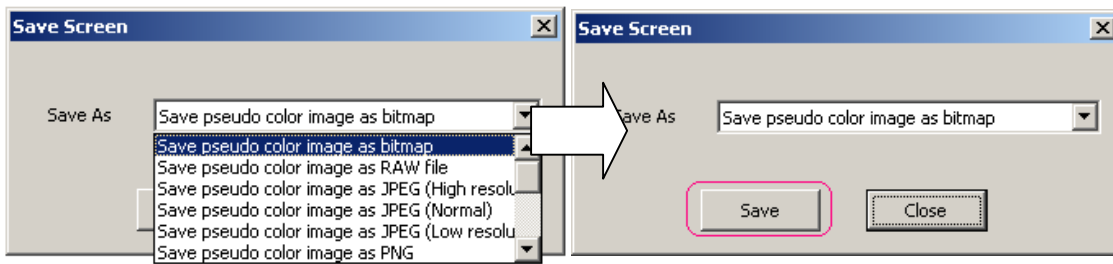 Save Screen
Save As
Save pseudo color image as bitmap
Save pseudo color image as bitmap
Save pseudo color image as RAW file
Save pseudo color image as JPEG (High resolu
Save pseudo color image as JPEG (Normal)
Save pseudo color image as JPEG (Low resolu
Save pseudo color image as PNG
Save Screen
Save As
Save pseudo color image as bitmap
Save
Close